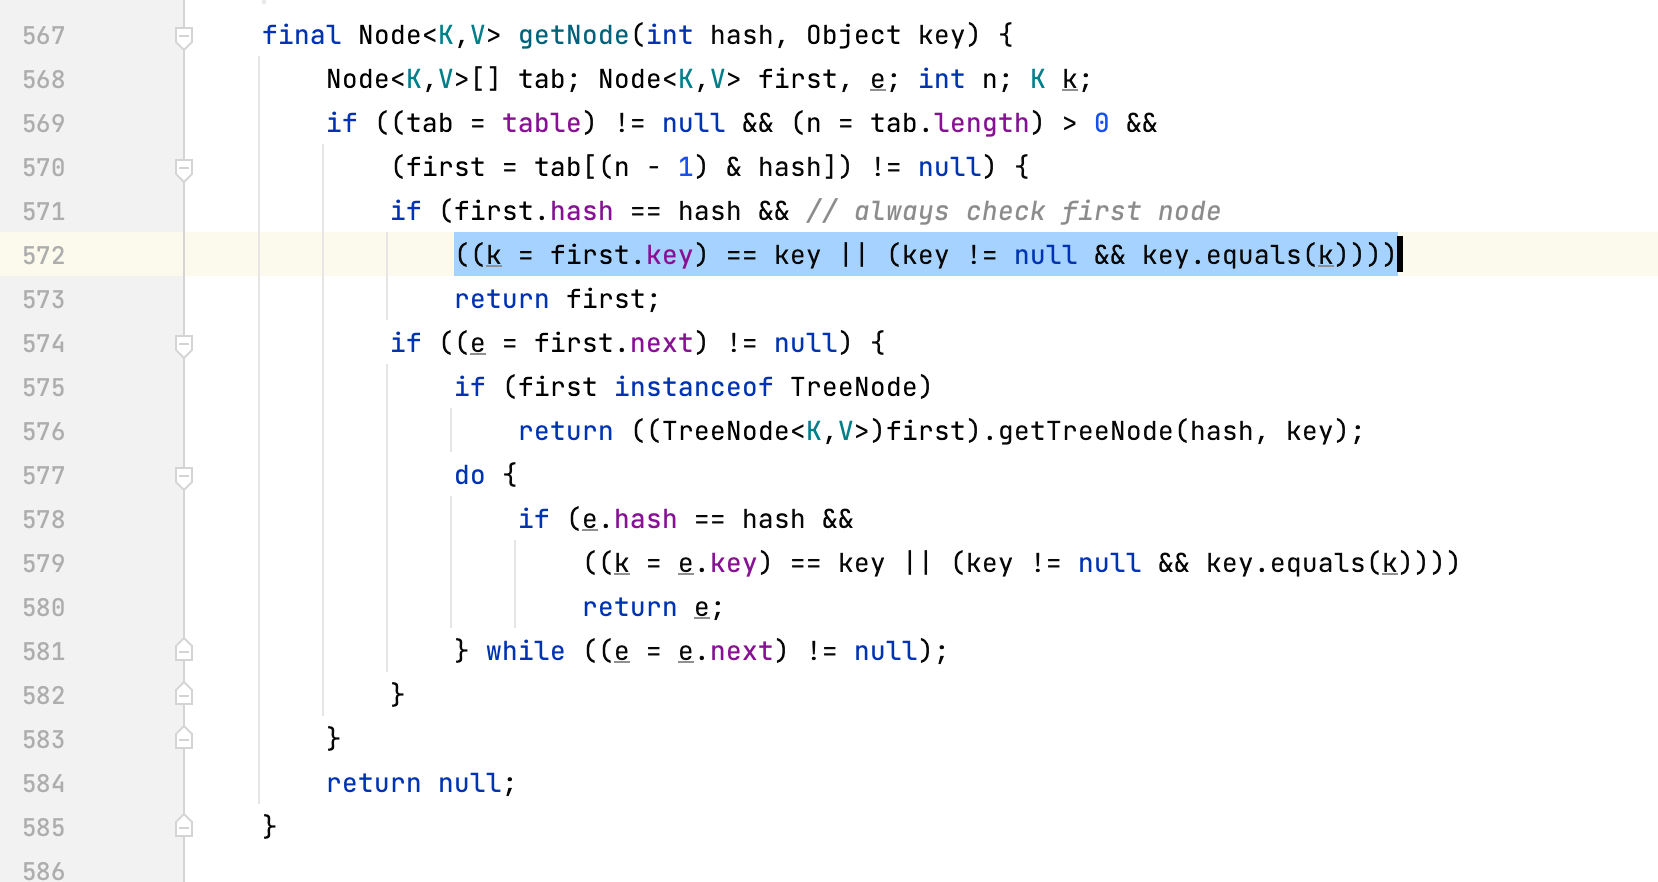 567 final Node<K,V> getNode(int hash, Object key) {
568 Node<K,V>[] tab; Node<K,V> first, e; int n; K k;
569 if ((tab = table) != null && (n = tab.length) > 0 &&
570 (first = tab[(n - 1) & hash]) != null) {
571 if (first.hash == hash && // always check first node
572 ((k = first.key) == key || (key != null && key.equals(k))))
573 return first;
574 if ((e = first.next) != null) {
575 if (first instanceof TreeNode)
576 return ((TreeNode<K,V>)first).getTreeNode(hash, key);
577 do {
578 if (e.hash == hash &&
579 ((k = e.key) == key || (key != null && key.equals(k))))
580 return e;
581 } while ((e = e.next) != null);
582 }
583 }
584 return null;
585 }
586